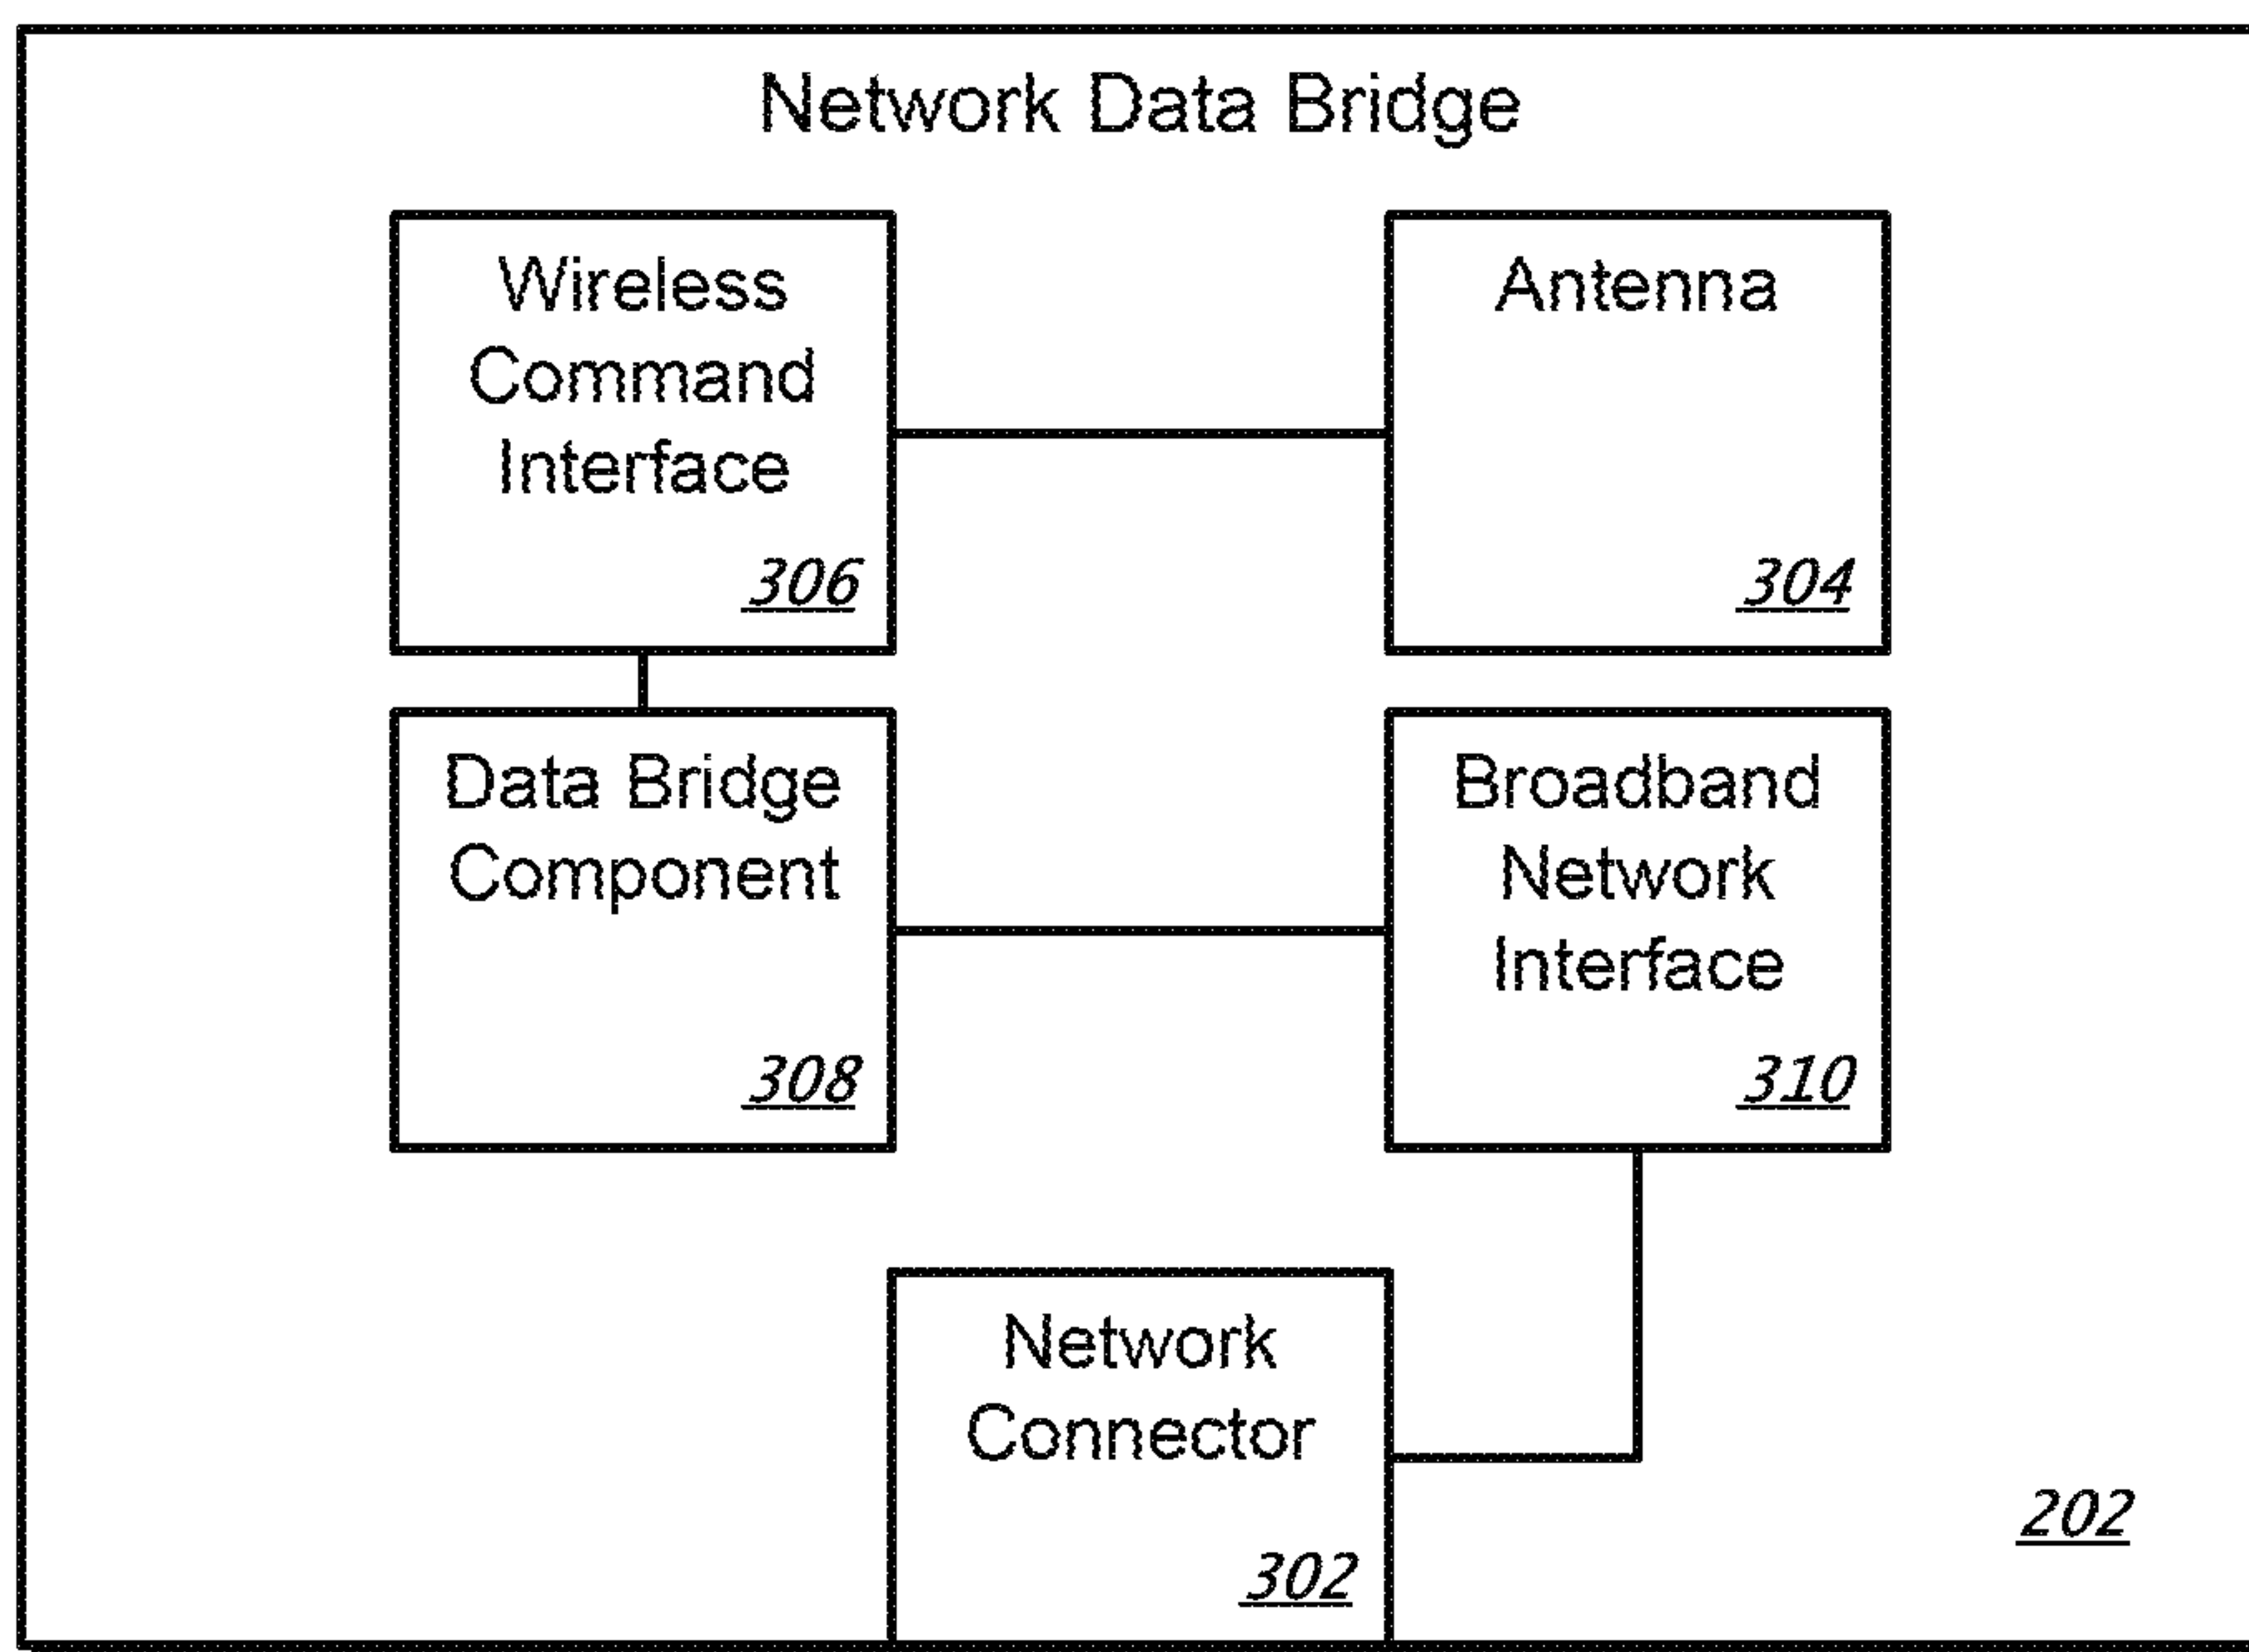 Network Data Bridge
Wireless
Command
Interface
306
Antenna
304
Data Bridge
Component
308
Broadband
Network
Interface
310
Network
Connector
302
202